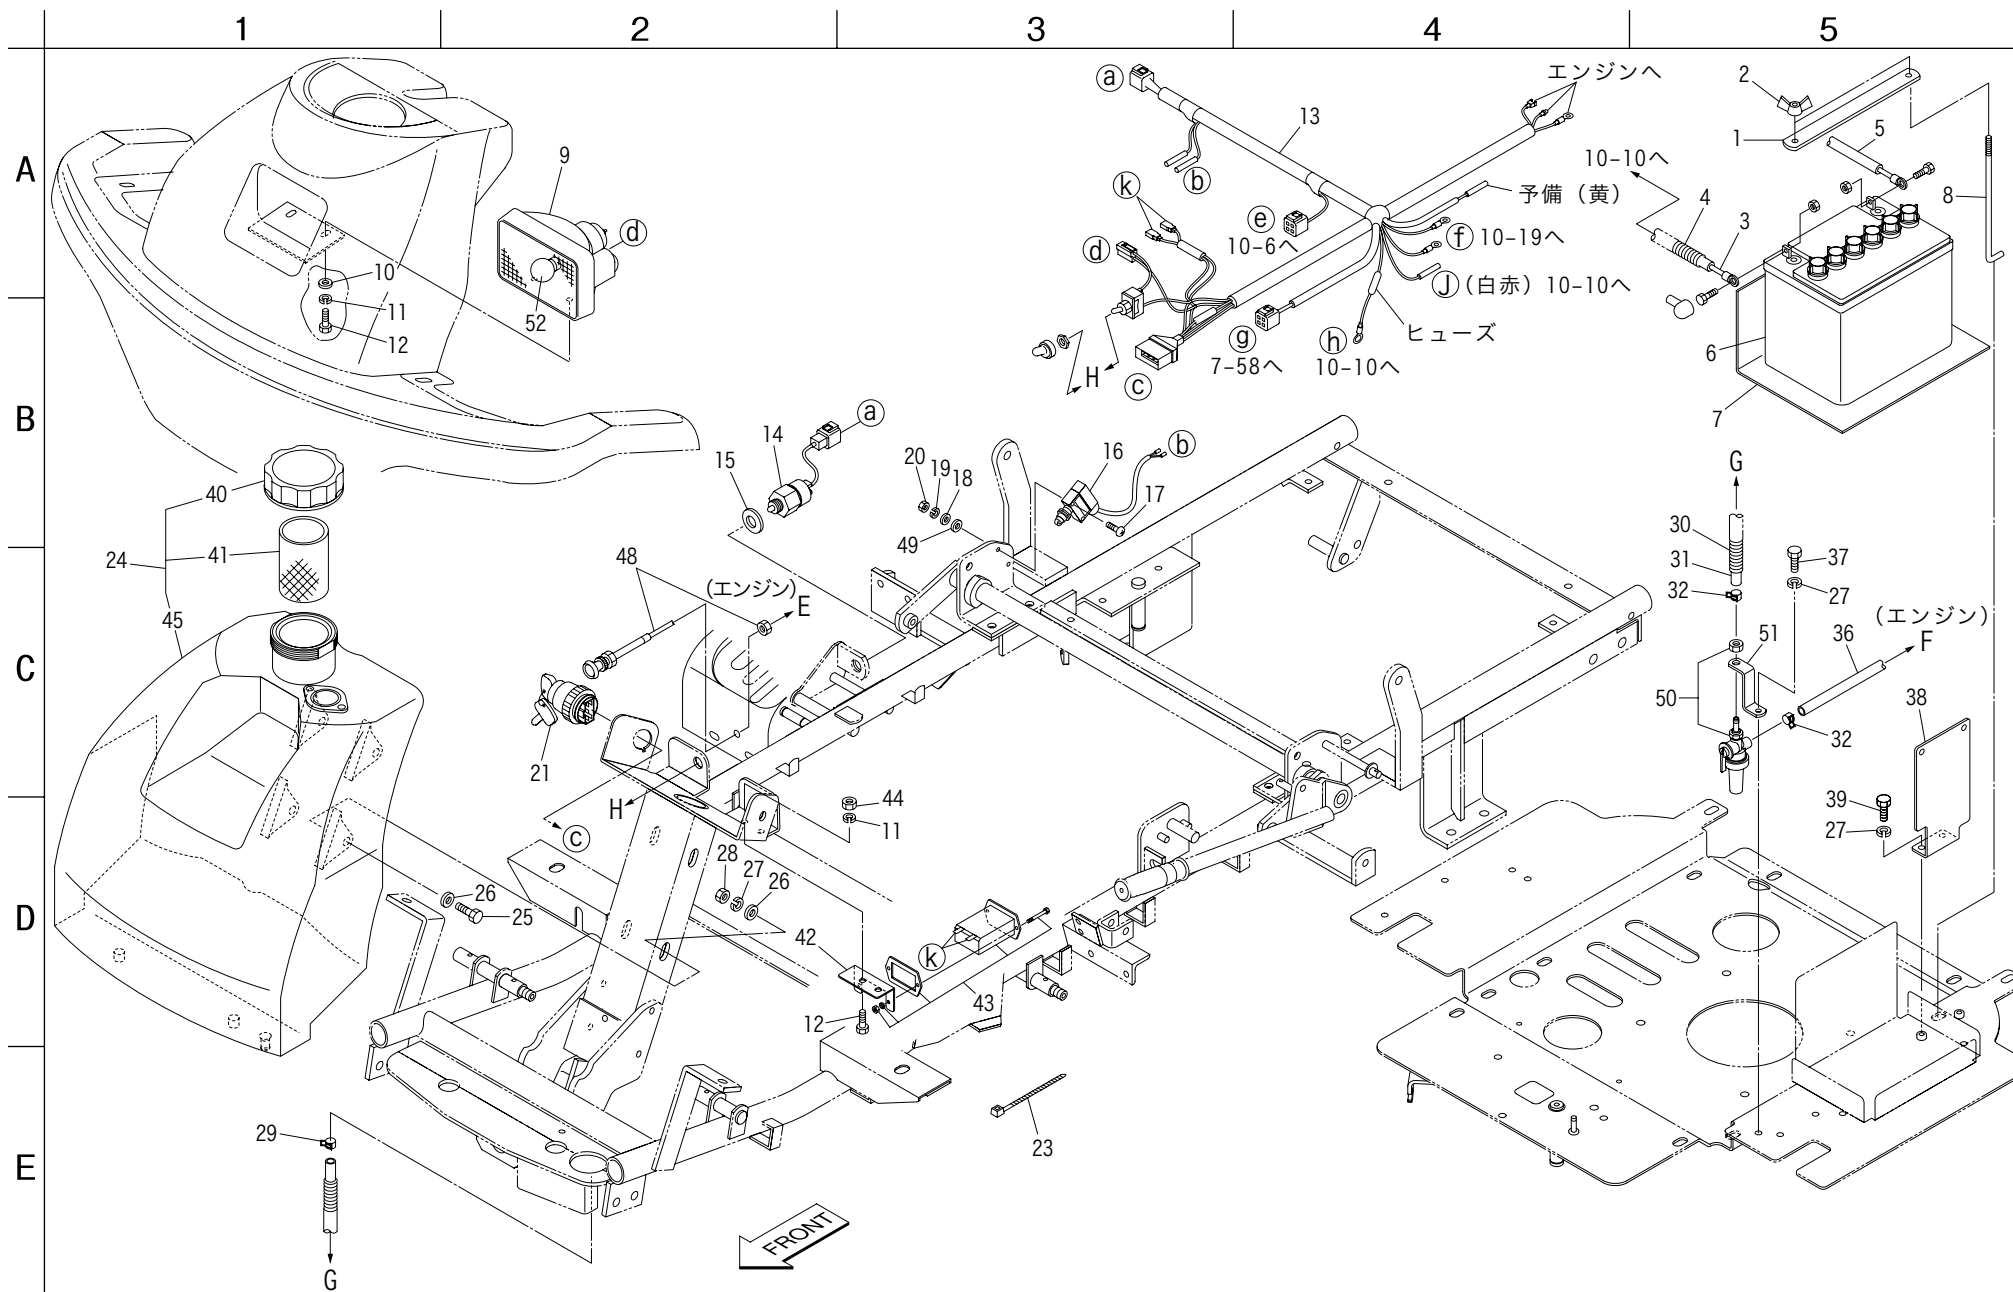 1 2 3 4 5
A
B
C
D
E
9
ⓓ
10
11
12
52
ⓐ
13
ⓑ
ⓚ
ⓔ
10-6へ
エンジンへ
予備（黄）
ⓕ 10-19へ
Ⓙ（白赤）10-10へ
ⓓ
ヒューズ
ⓖ
7-58へ
ⓗ
10-10へ
H
ⓒ
2
1
5
10-10へ
4
3
8
6
7
40
24
41
45
14
15
ⓐ
20
19
18
49
16
ⓑ
17
48
（エンジン）
E
21
H
ⓒ
44
11
G
30
31
32
37
27
51
36
（エンジン）
F
50
32
38
39
27
26
25
28
27
26
42
ⓚ
43
12
23
29
G
FRONT